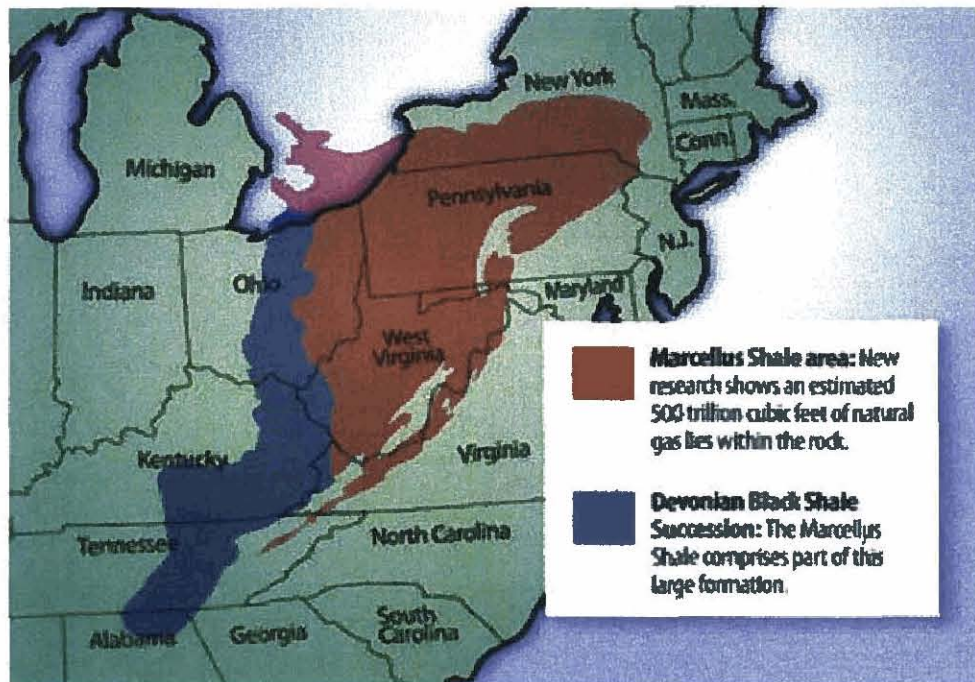 New York
Mass.
Conn.
Michigan
Pennsylvania
N.J.
Ohio
Indiana
Maryland
West
Virginia
Marcellus Shale area: New
research shows an estimated
500 trillion cubic feet of natural
gas lies within the rock.
Kentucky
Virginia
Devonian Black Shale
Succession: The Marcellus
Shale comprises part of this
large formation.
Tennessee
North Carolina
South
Carolina
Alabama
Georgia